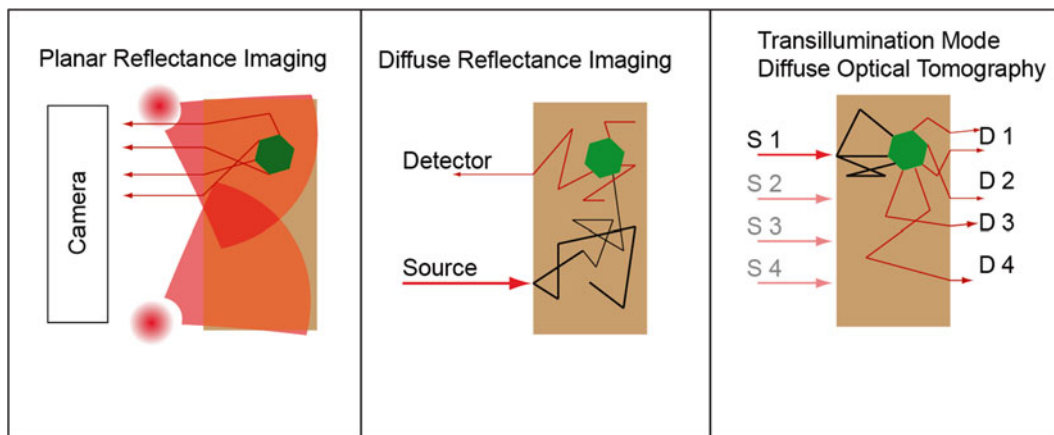 Planar Reflectance Imaging
Camera
Diffuse Reflectance Imaging
Detector
Source
Transillumination Mode
Diffuse Optical Tomography
S 1
S 2
S 3
S 4
D 1
D 2
D 3
D 4